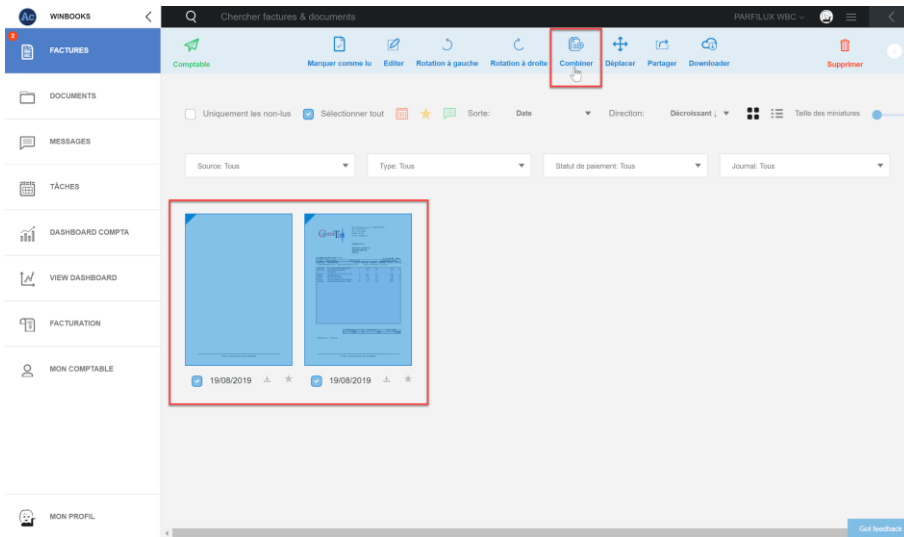 Ac WINBOOKS
Chercher factures & documents
PARFILUX WBC
2
FACTURES
DOCUMENTS
MESSAGES
TÂCHES
DASHBOARD COMPTA
VIEW DASHBOARD
FACTURATION
MON COMPTABLE
MON PROFIL
Comptable
Marquer comme lu Editer Rotation à gauche Rotation à droite Combiner Déplacer Partager Downloader
Supprimer
Uniquement les non-lus Sélectionner tout Sorte: Date Direction: Décroissant ↓ Taille des miniatures
Source: Tous Type: Tous Statut de paiement: Tous Journal: Tous
19/08/2019 19/08/2019
Got feedback